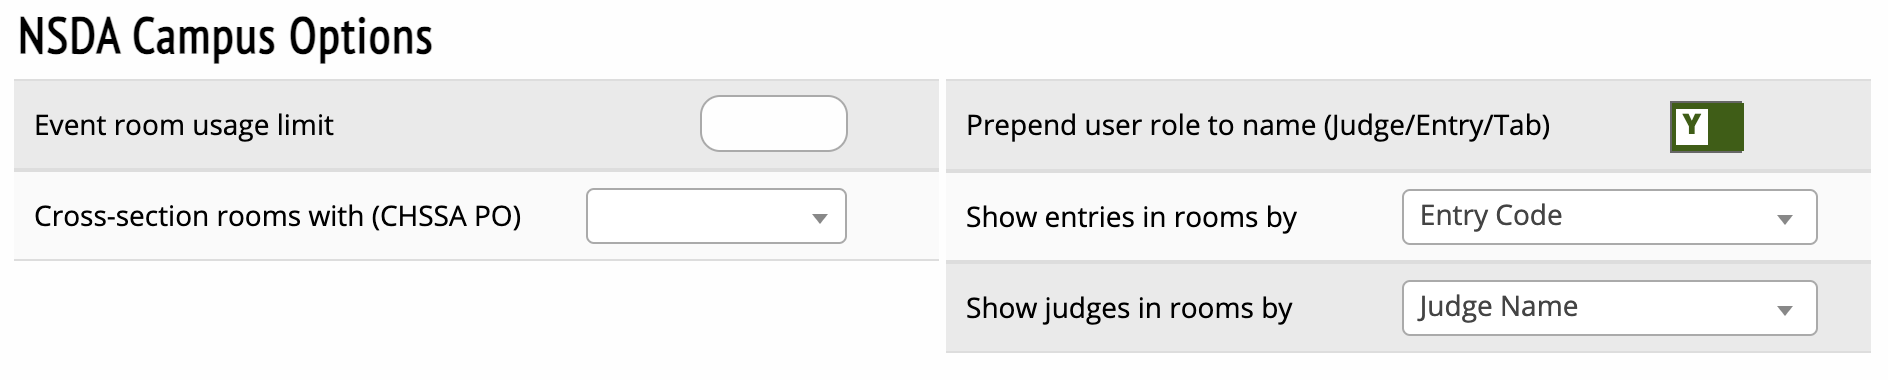 NSDA Campus Options
Event room usage limit
Cross-section rooms with (CHSSA PO)
Prepend user role to name (Judge/Entry/Tab) Y
Show entries in rooms by Entry Code
Show judges in rooms by Judge Name